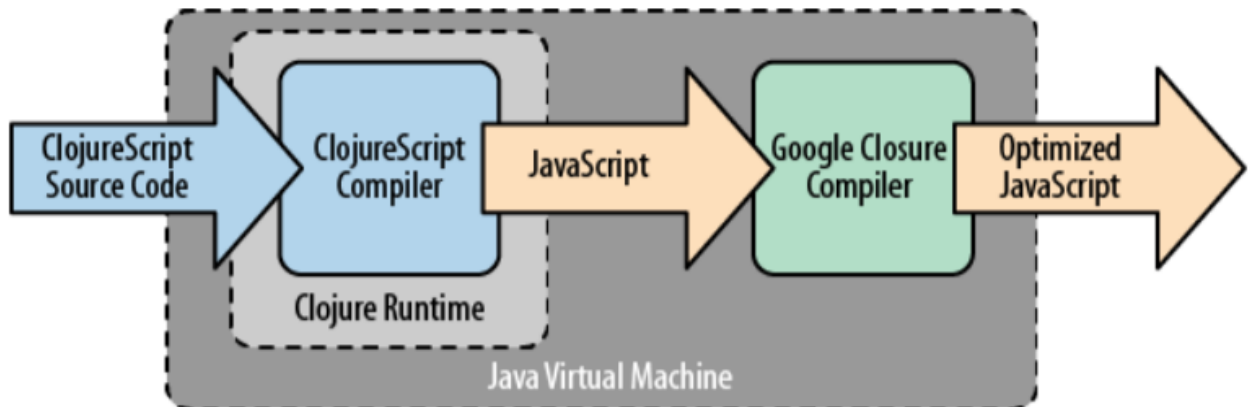 ClojureScript
Source Code
ClojureScript
Compiler
JavaScript
Google Closure
Compiler
Optimized
JavaScript
Clojure Runtime
Java Virtual Machine